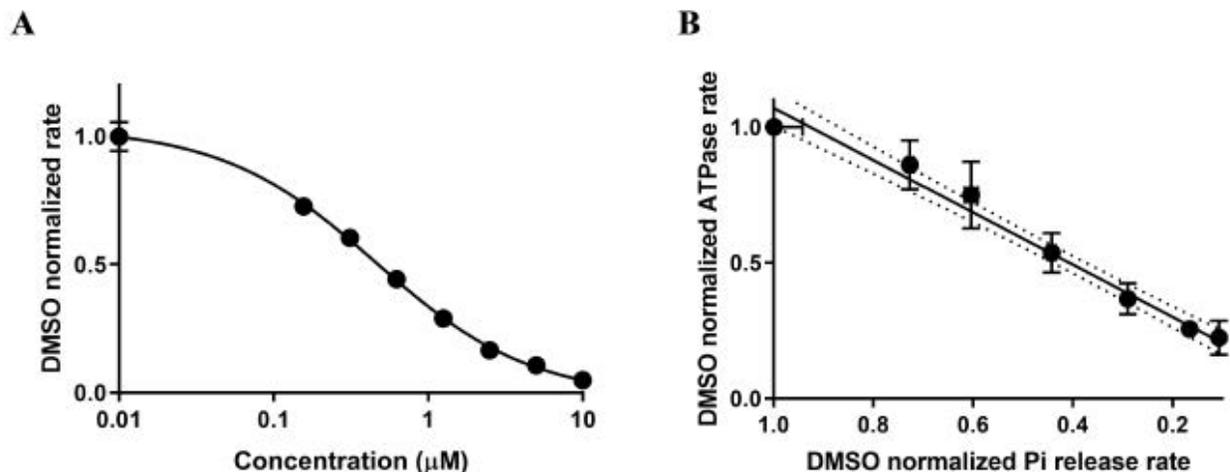 A
DMSO normalized rate
1.0
0.5
0.0
0.01
0.1
1
10
Concentration (μM)
B
DMSO normalized ATPase rate
1.0
0.5
0.0
1.0
0.8
0.6
0.4
0.2
DMSO normalized Pi release rate